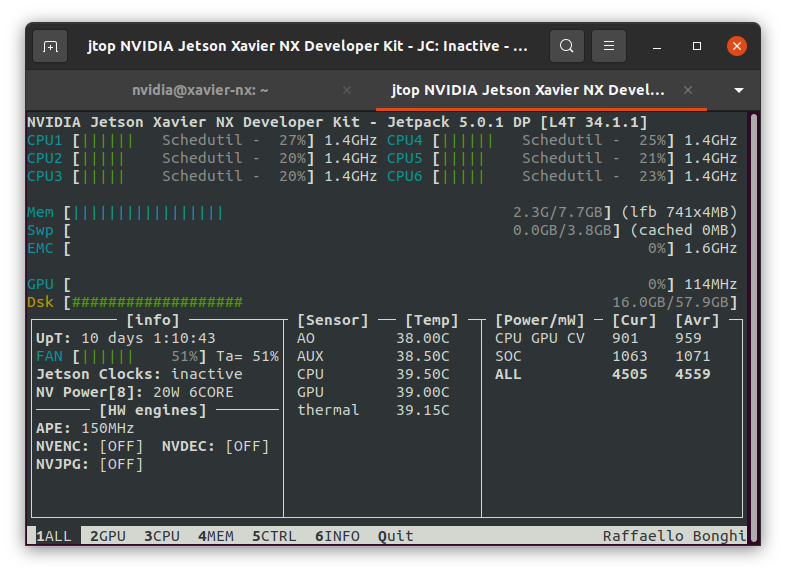 jtop NVIDIA Jetson Xavier NX Developer Kit - JC: Inactive - ...
nvidia@xavier-nx: ~ × jtop NVIDIA Jetson Xavier NX Devel... ×
NVIDIA Jetson Xavier NX Developer Kit - Jetpack 5.0.1 DP [L4T 34.1.1]
CPU1 [|||||| Schedutil - 27%] 1.4GHz CPU4 [|||||| Schedutil - 25%] 1.4GHz
CPU2 [||||| Schedutil - 20%] 1.4GHz CPU5 [||||| Schedutil - 21%] 1.4GHz
CPU3 [||||| Schedutil - 20%] 1.4GHz CPU6 [||||| Schedutil - 23%] 1.4GHz
Mem [||||||||||||||||| 2.3G/7.7GB] (lfb 741x4MB)
Swp [ 0.0GB/3.8GB] (cached 0MB)
EMC [ 0%] 1.6GHz
GPU [ 0%] 114MHz
Dsk [################### 16.0GB/57.9GB]
[info] [Sensor] [Temp] [Power/mW] [Cur] [Avr]
UpT: 10 days 1:10:43 AO 38.00C CPU GPU CV 901 959
FAN [|||||| 51%] Ta= 51% AUX 38.50C SOC 1063 1071
Jetson Clocks: inactive CPU 39.50C ALL 4505 4559
NV Power[8]: 20W 6CORE GPU 39.00C
[HW engines] thermal 39.15C
APE: 150MHz
NVENC: [OFF] NVDEC: [OFF]
NVJPG: [OFF]
1ALL 2GPU 3CPU 4MEM 5CTRL 6INFO Quit Raffaello Bonghi